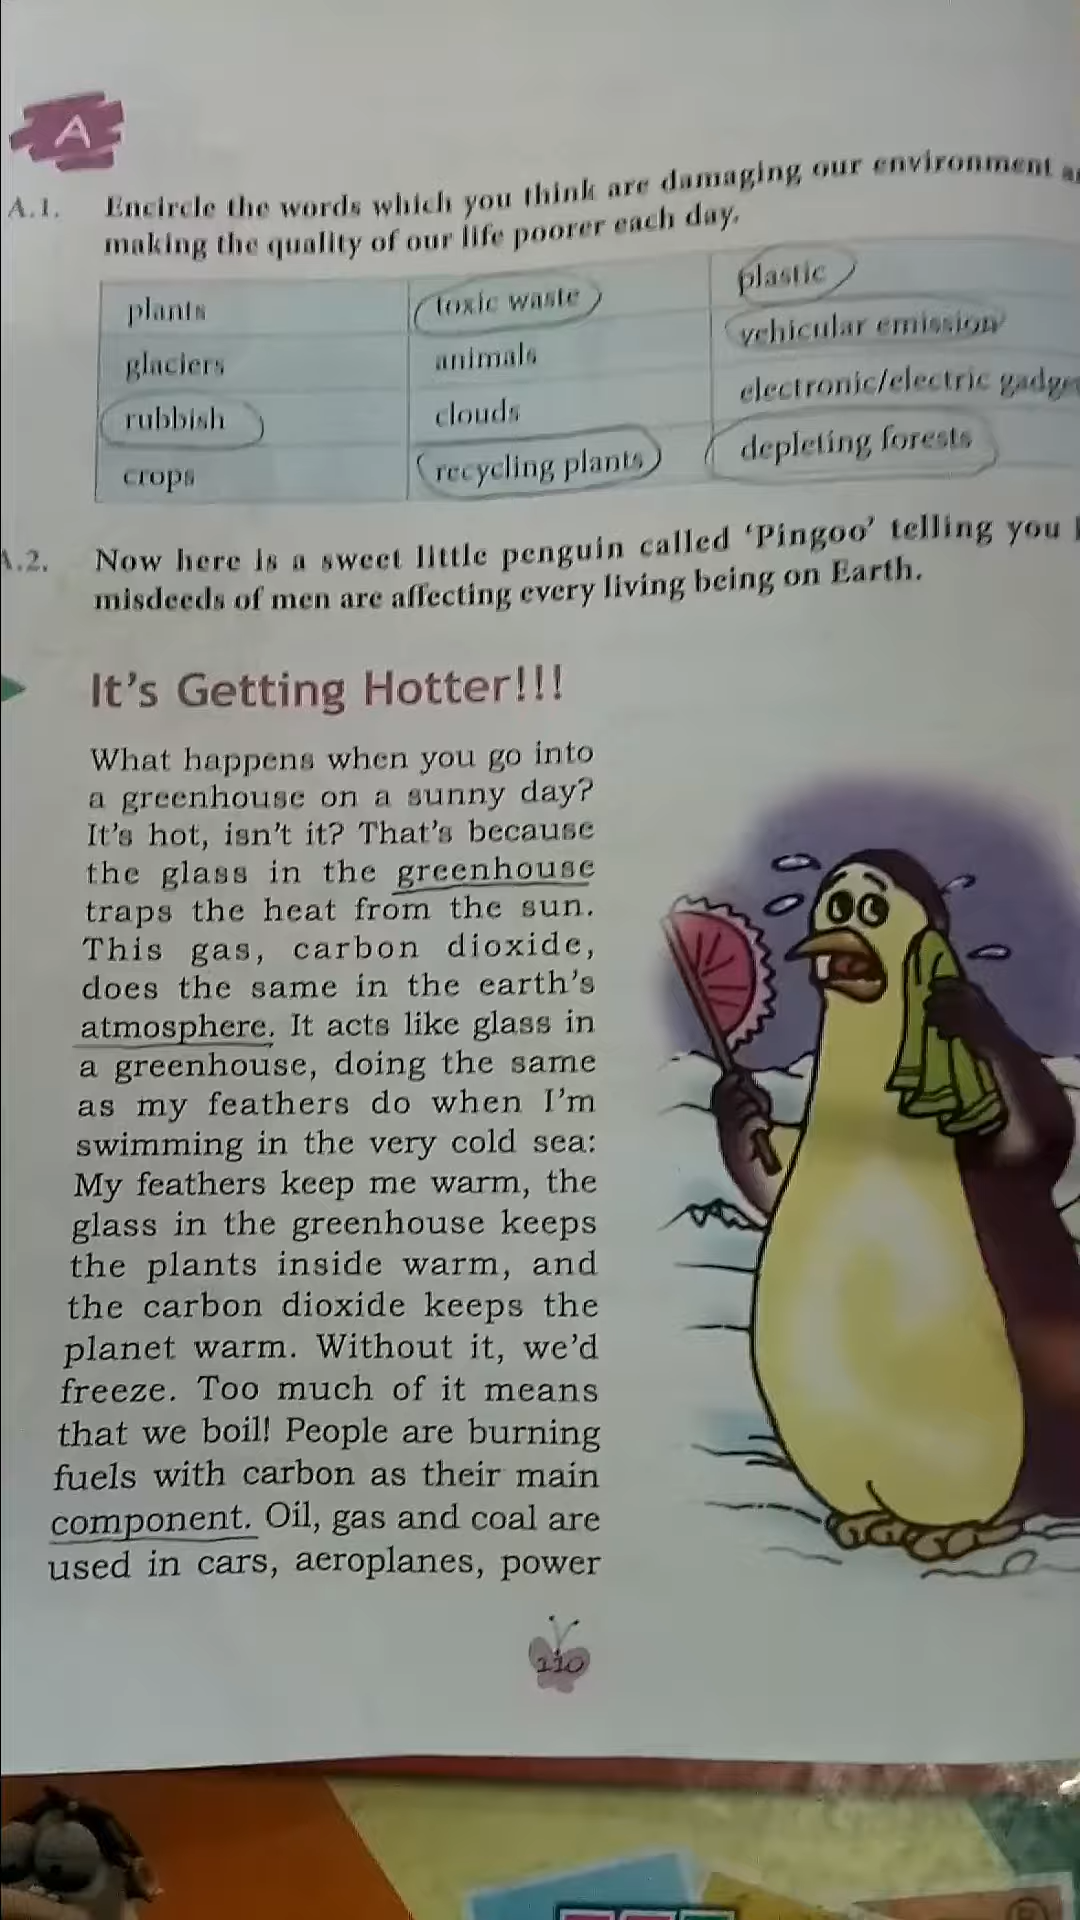 A
A.1. Encircle the words which you think are damaging our environment
making the quality of our life poorer each day.
plants toxic waste plastic
glaciers animals vehicular emission
rubbish clouds electronic/electric
crops recycling plants depleting forests
A.2. Now here is a sweet little penguin called ‘Pingoo’ telling you
misdeeds of men are affecting every living being on Earth.
It’s Getting Hotter!!!
What happens when you go into
a greenhouse on a sunny day?
It’s hot, isn’t it? That’s because
the glass in the greenhouse
traps the heat from the sun.
This gas, carbon dioxide,
does the same in the earth’s
atmosphere. It acts like glass in
a greenhouse, doing the same
as my feathers do when I’m
swimming in the very cold sea:
My feathers keep me warm, the
glass in the greenhouse keeps
the plants inside warm, and
the carbon dioxide keeps the
planet warm. Without it, we’d
freeze. Too much of it means
that we boil! People are burning
fuels with carbon as their main
component. Oil, gas and coal are
used in cars, aeroplanes, power
110